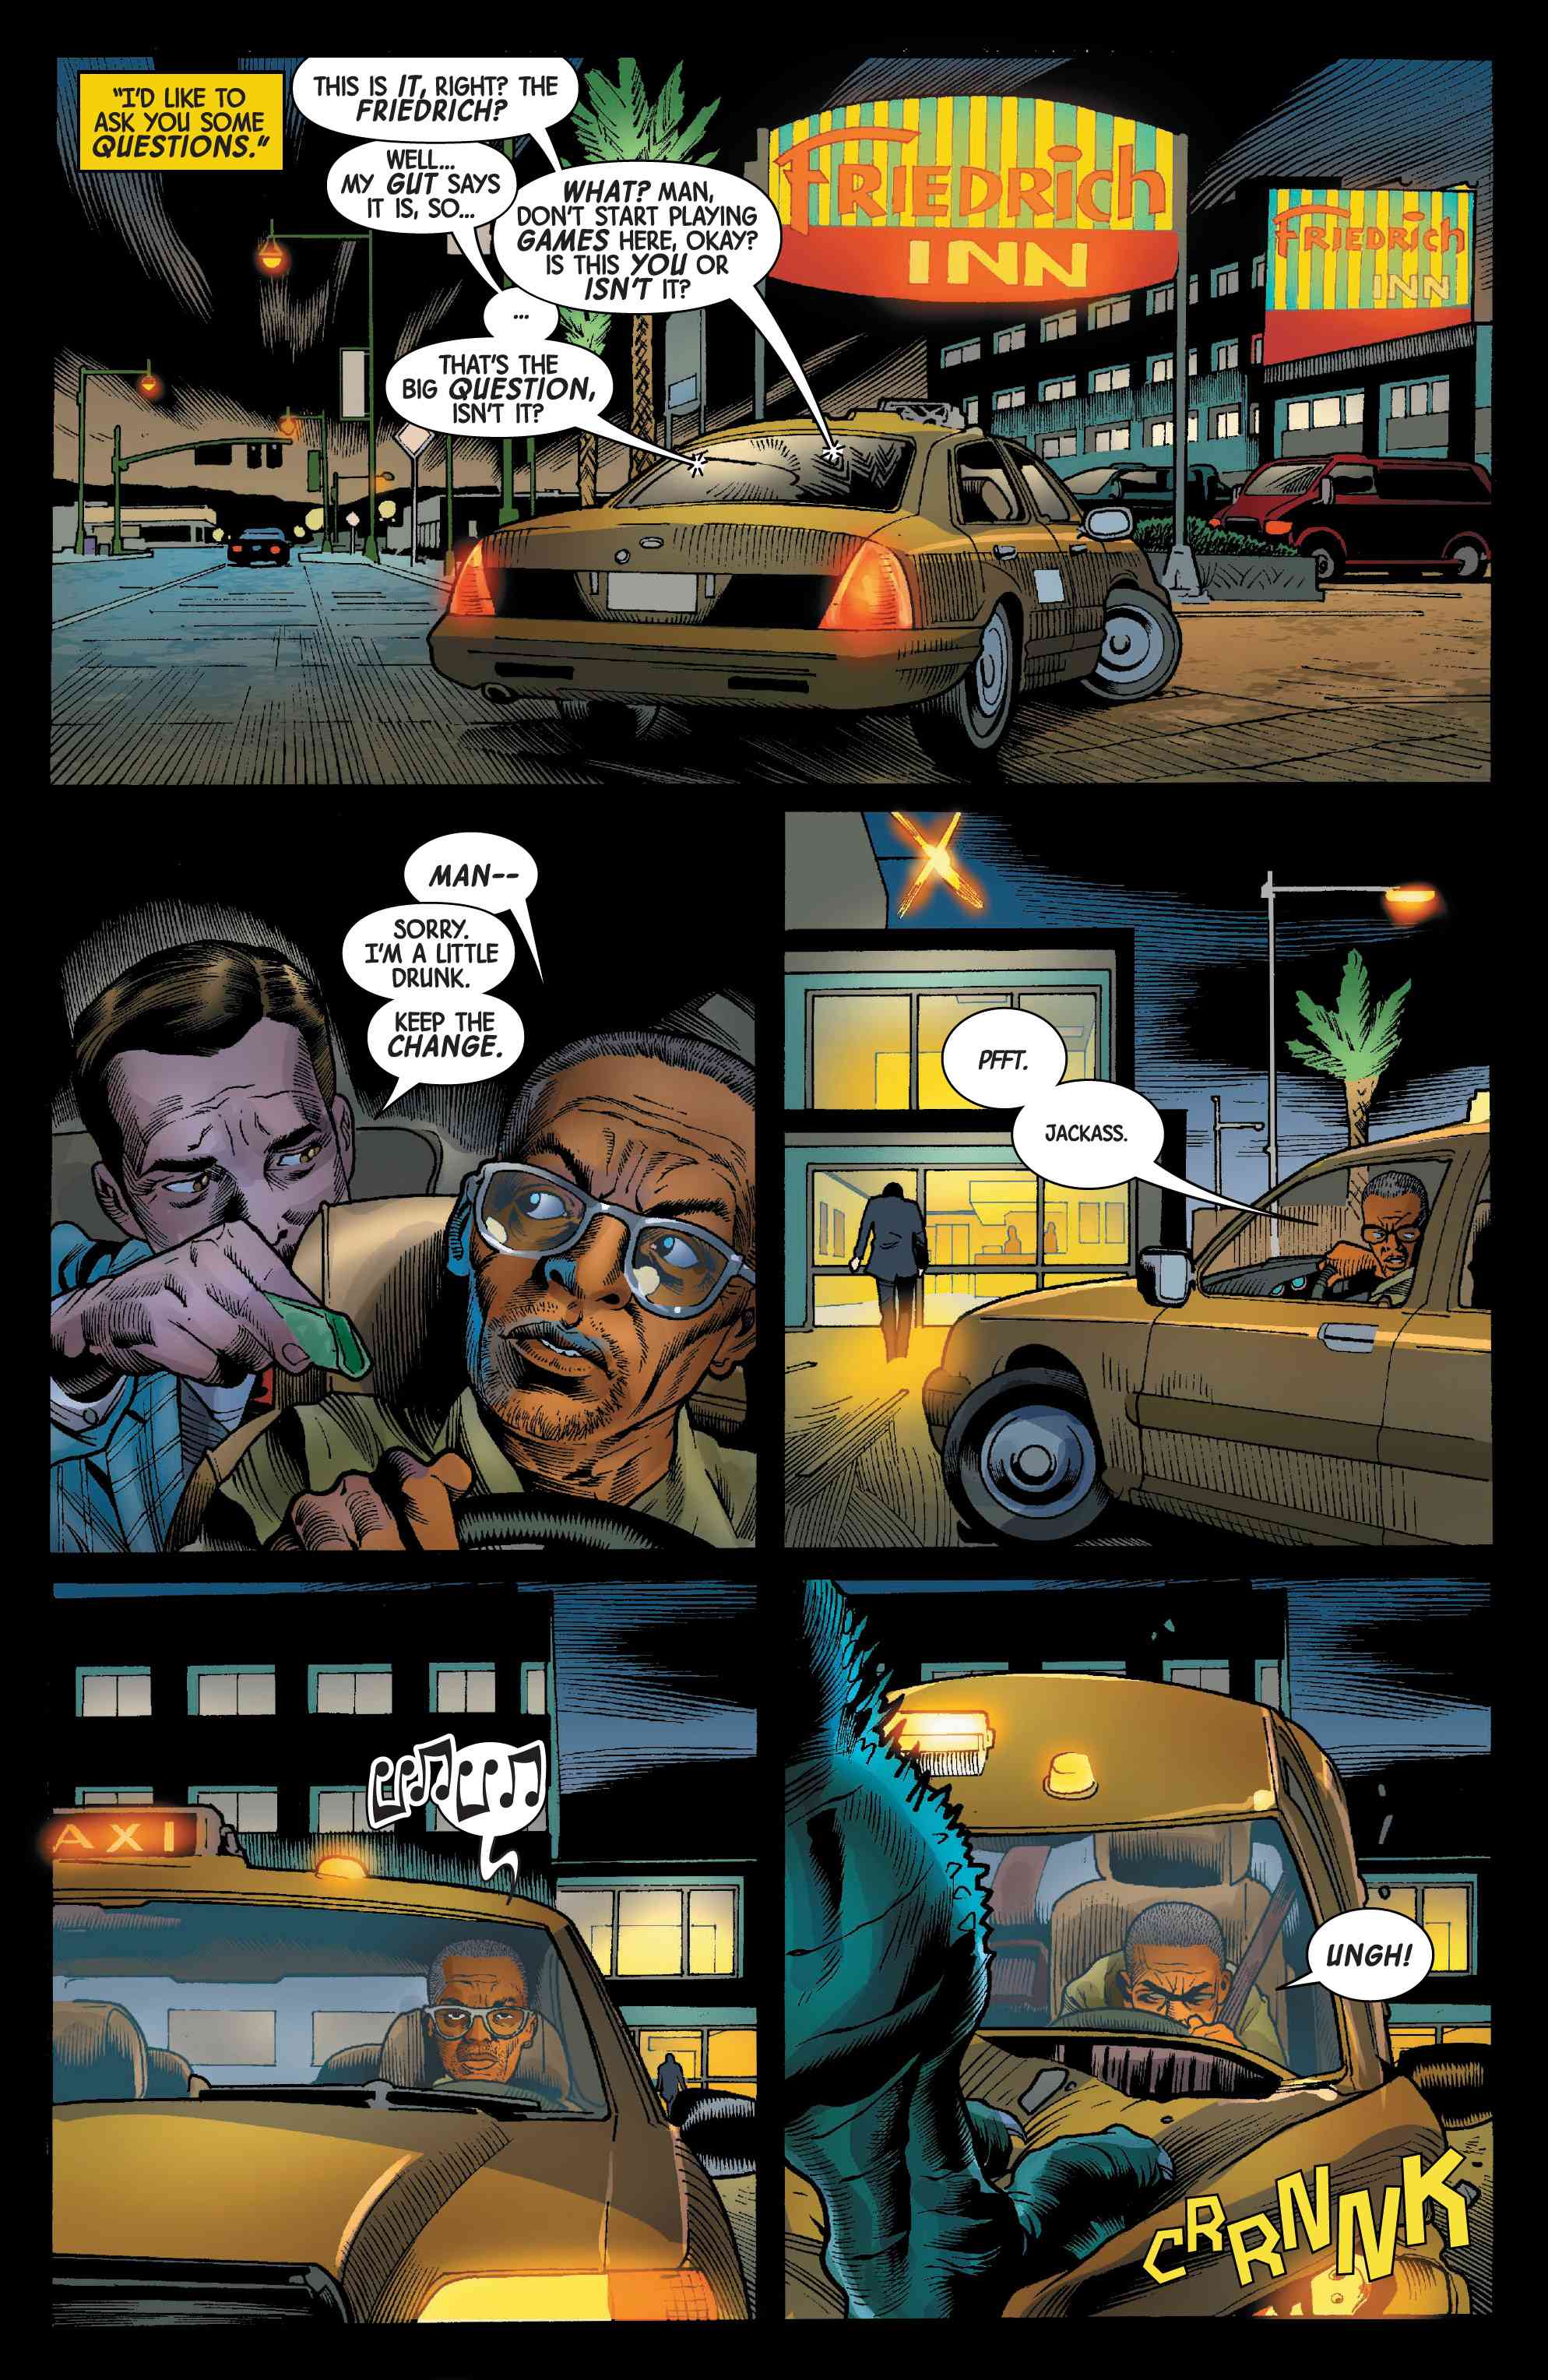 "I'D LIKE TO
ASK YOU SOME
QUESTIONS."
THIS IS IT, RIGHT? THE
FRIEDRICH?
WELL...
MY GUT SAYS
IT IS, SO...
WHAT? MAN,
DON'T START PLAYING
GAMES HERE, OKAY?
IS THIS YOU OR
ISN'T IT?
...
THAT'S THE
BIG QUESTION,
ISN'T IT?
FRIEDRICH
INN
FRIEDRICH
INN
MAN--
SORRY.
I'M A LITTLE
DRUNK.
KEEP THE
CHANGE.
PFFT.
JACKASS.
AXI
UNGH!
CRRNNK